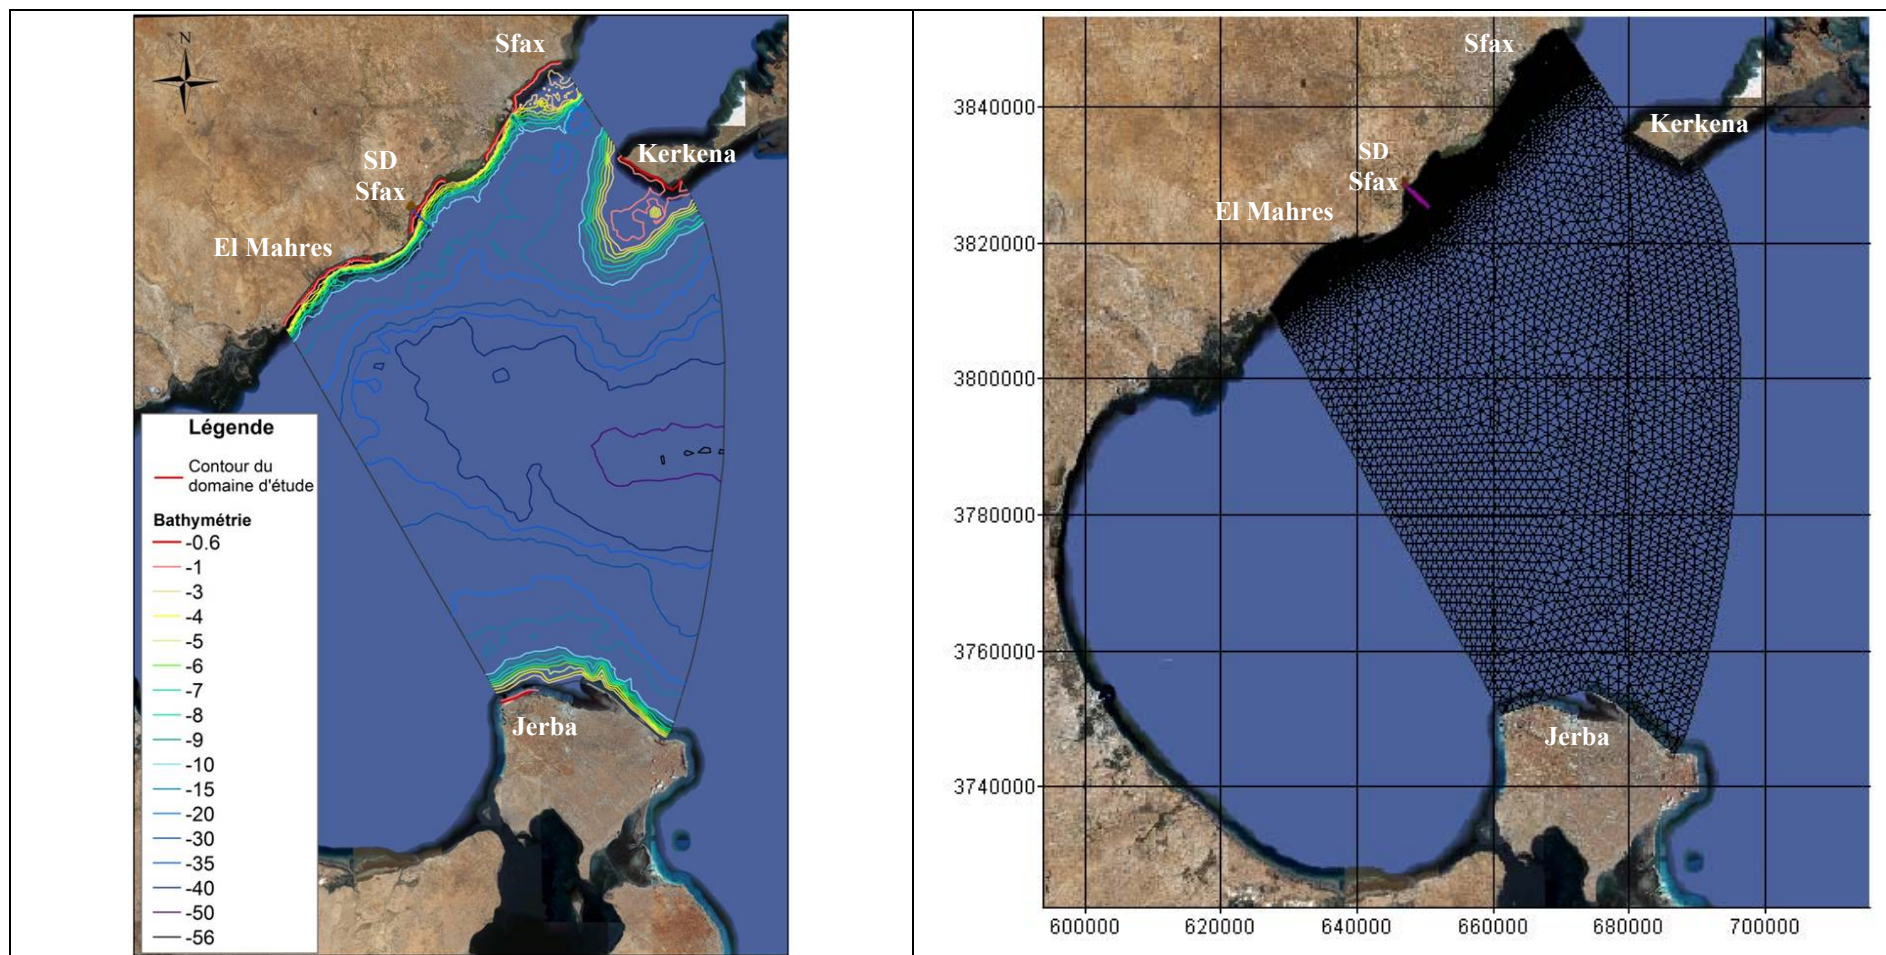 N
Sfax
Kerkena
SD
Sfax
El Mahres
Jerba
Légende
Contour du
domaine d'étude
Bathymétrie
-0.6
-1
-3
-4
-5
-6
-7
-8
-9
-10
-15
-20
-30
-35
-40
-50
-56
Sfax
3840000
Kerkena
SD
Sfax
El Mahres
3820000
3800000
3780000
3760000
Jerba
3740000
600000 620000 640000 660000 680000 700000